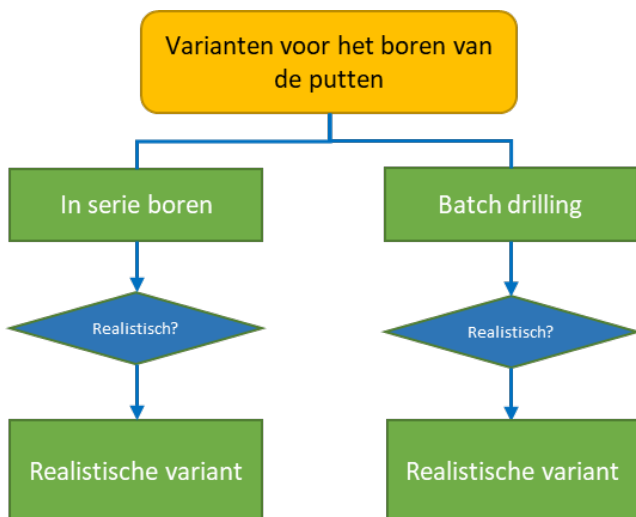 Varianten voor het boren van
de putten
In serie boren
Batch drilling
Realistisch?
Realistisch?
Realistische variant
Realistische variant